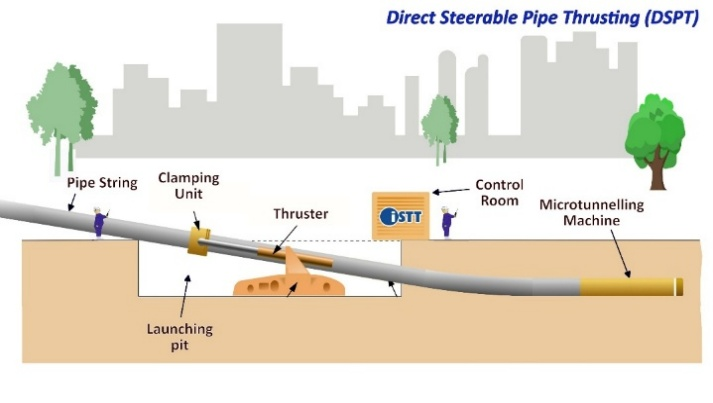 Direct Steerable Pipe Thrusting (DSPT)
Pipe String
Clamping
Unit
Thruster
Control
Room
Microtunnelling
Machine
iSTT
Launching
pit